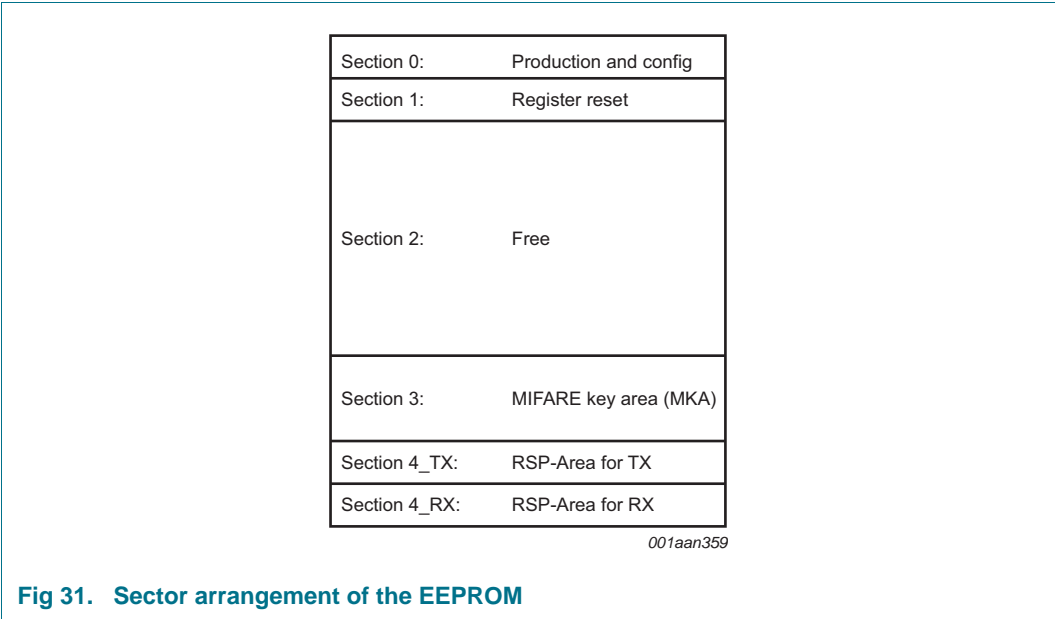 Section 0: Production and config
Section 1: Register reset
Section 2: Free
Section 3: MIFARE key area (MKA)
Section 4_TX: RSP-Area for TX
Section 4_RX: RSP-Area for RX
001aan359
Fig 31. Sector arrangement of the EEPROM